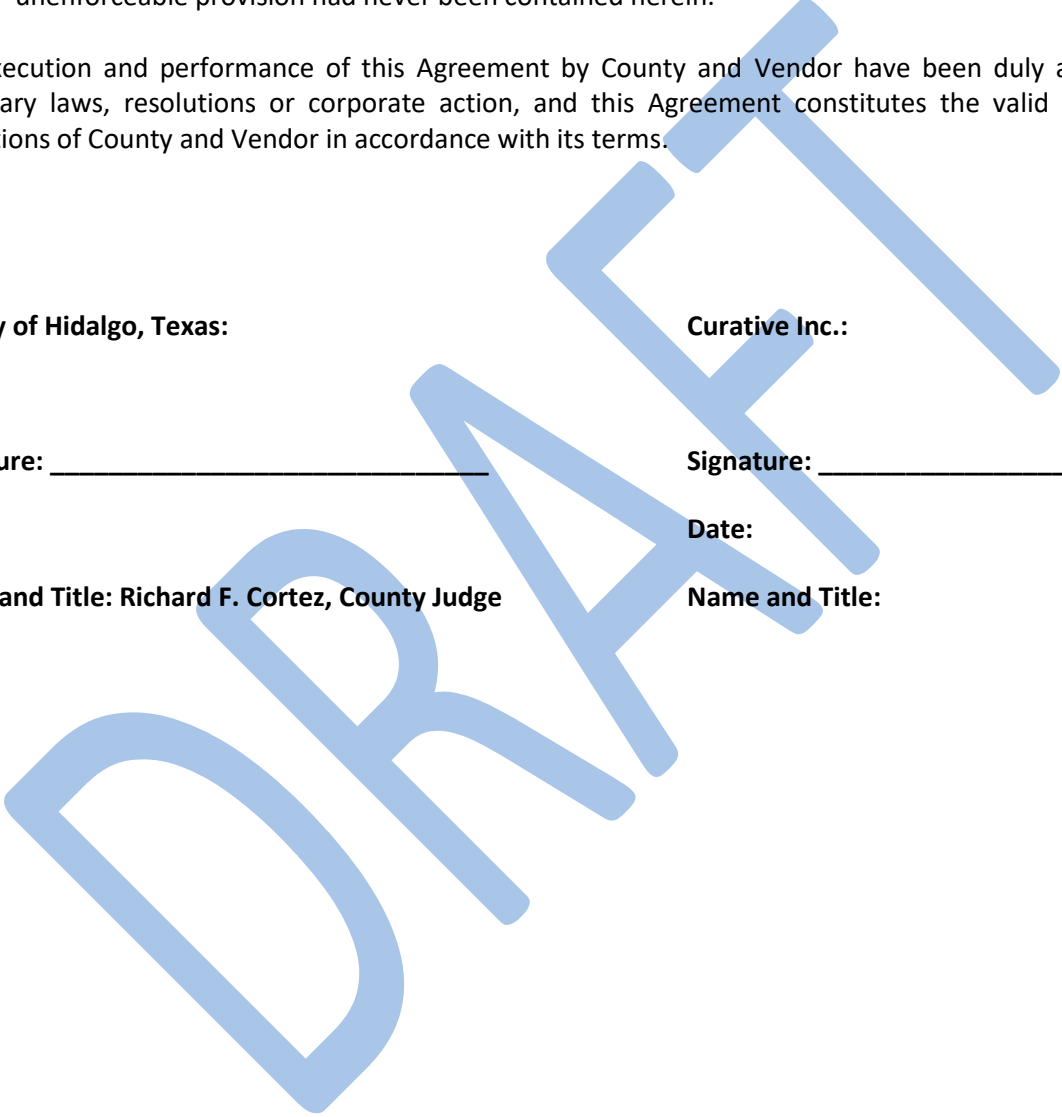 unenforceable provision had never been contained herein.
xecution and performance of this Agreement by County and Vendor have been duly a
ary laws, resolutions or corporate action, and this Agreement constitutes the valid
tions of County and Vendor in accordance with its terms.
y of Hidalgo, Texas: Curative Inc.:
ure: ______________________________ Signature: _________________
Date:
and Title: Richard F. Cortez, County Judge Name and Title:
DRAFT